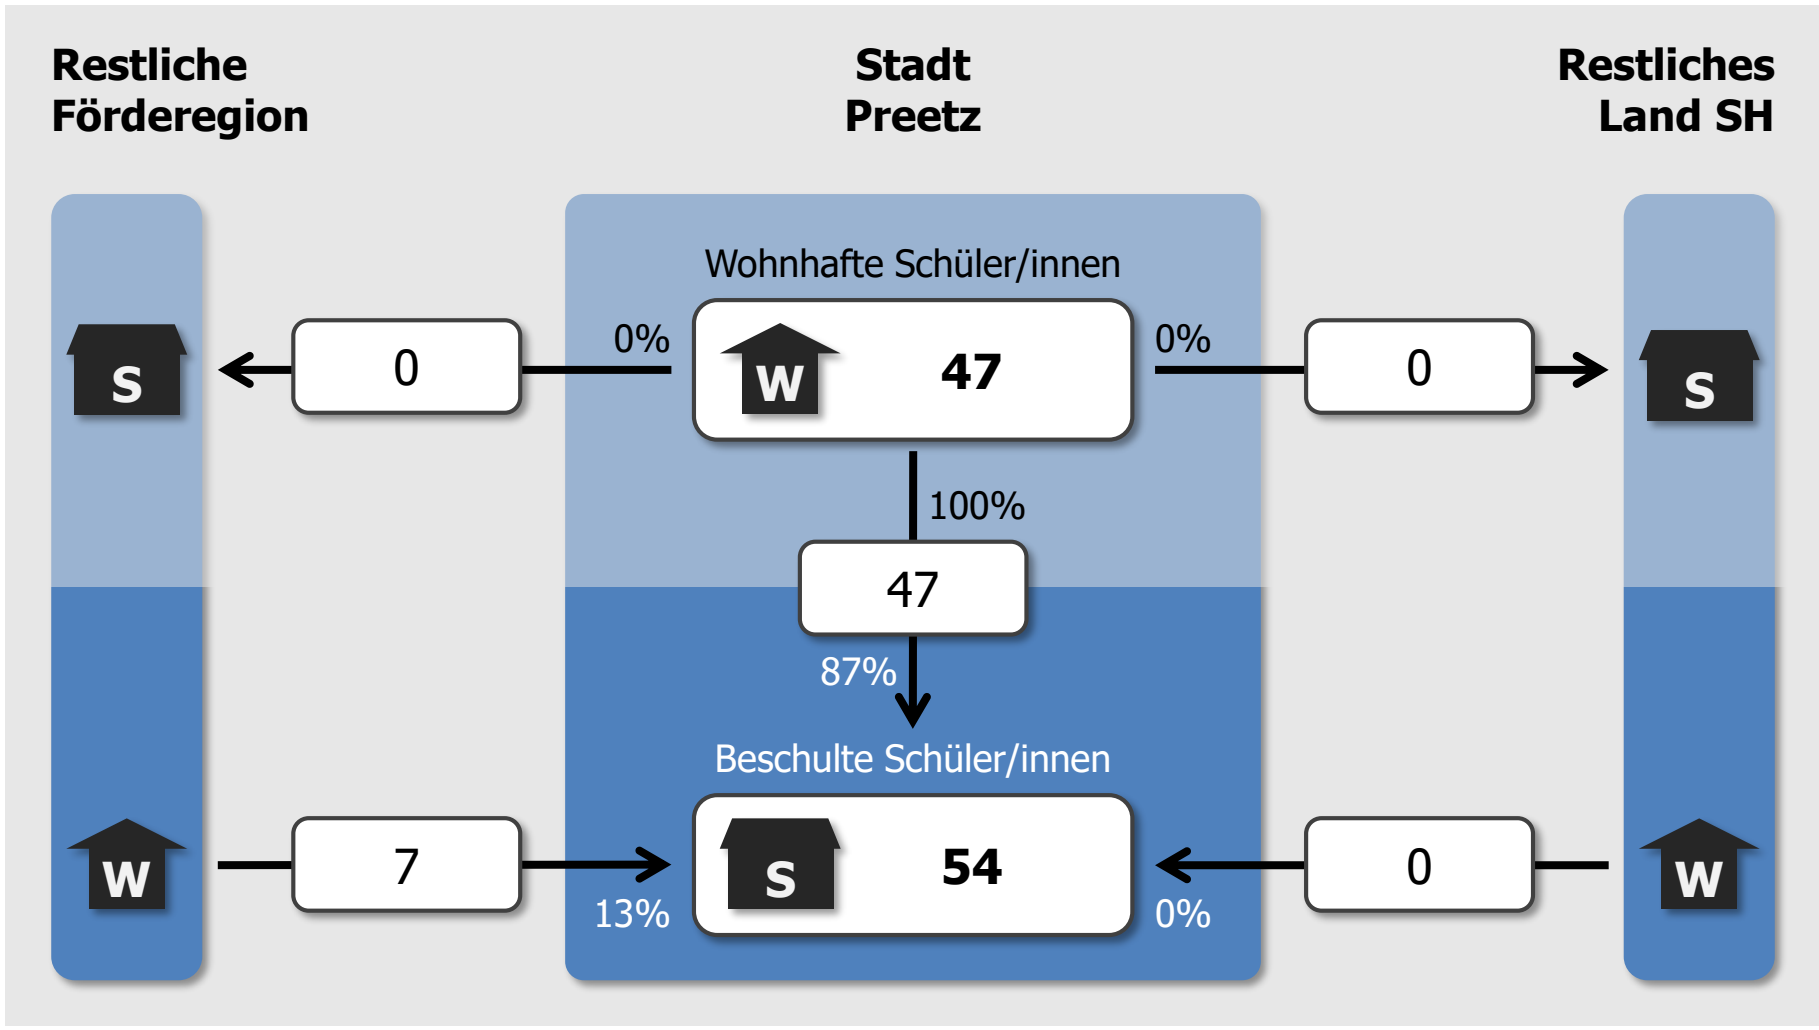 Restliche
Förderegion
Stadt
Preetz
Restliches
Land SH
Wohnhafte Schüler/innen
S
0
0%
W
47
0%
0
S
100%
47
87%
Beschulte Schüler/innen
W
7
13%
S
54
0%
0
W